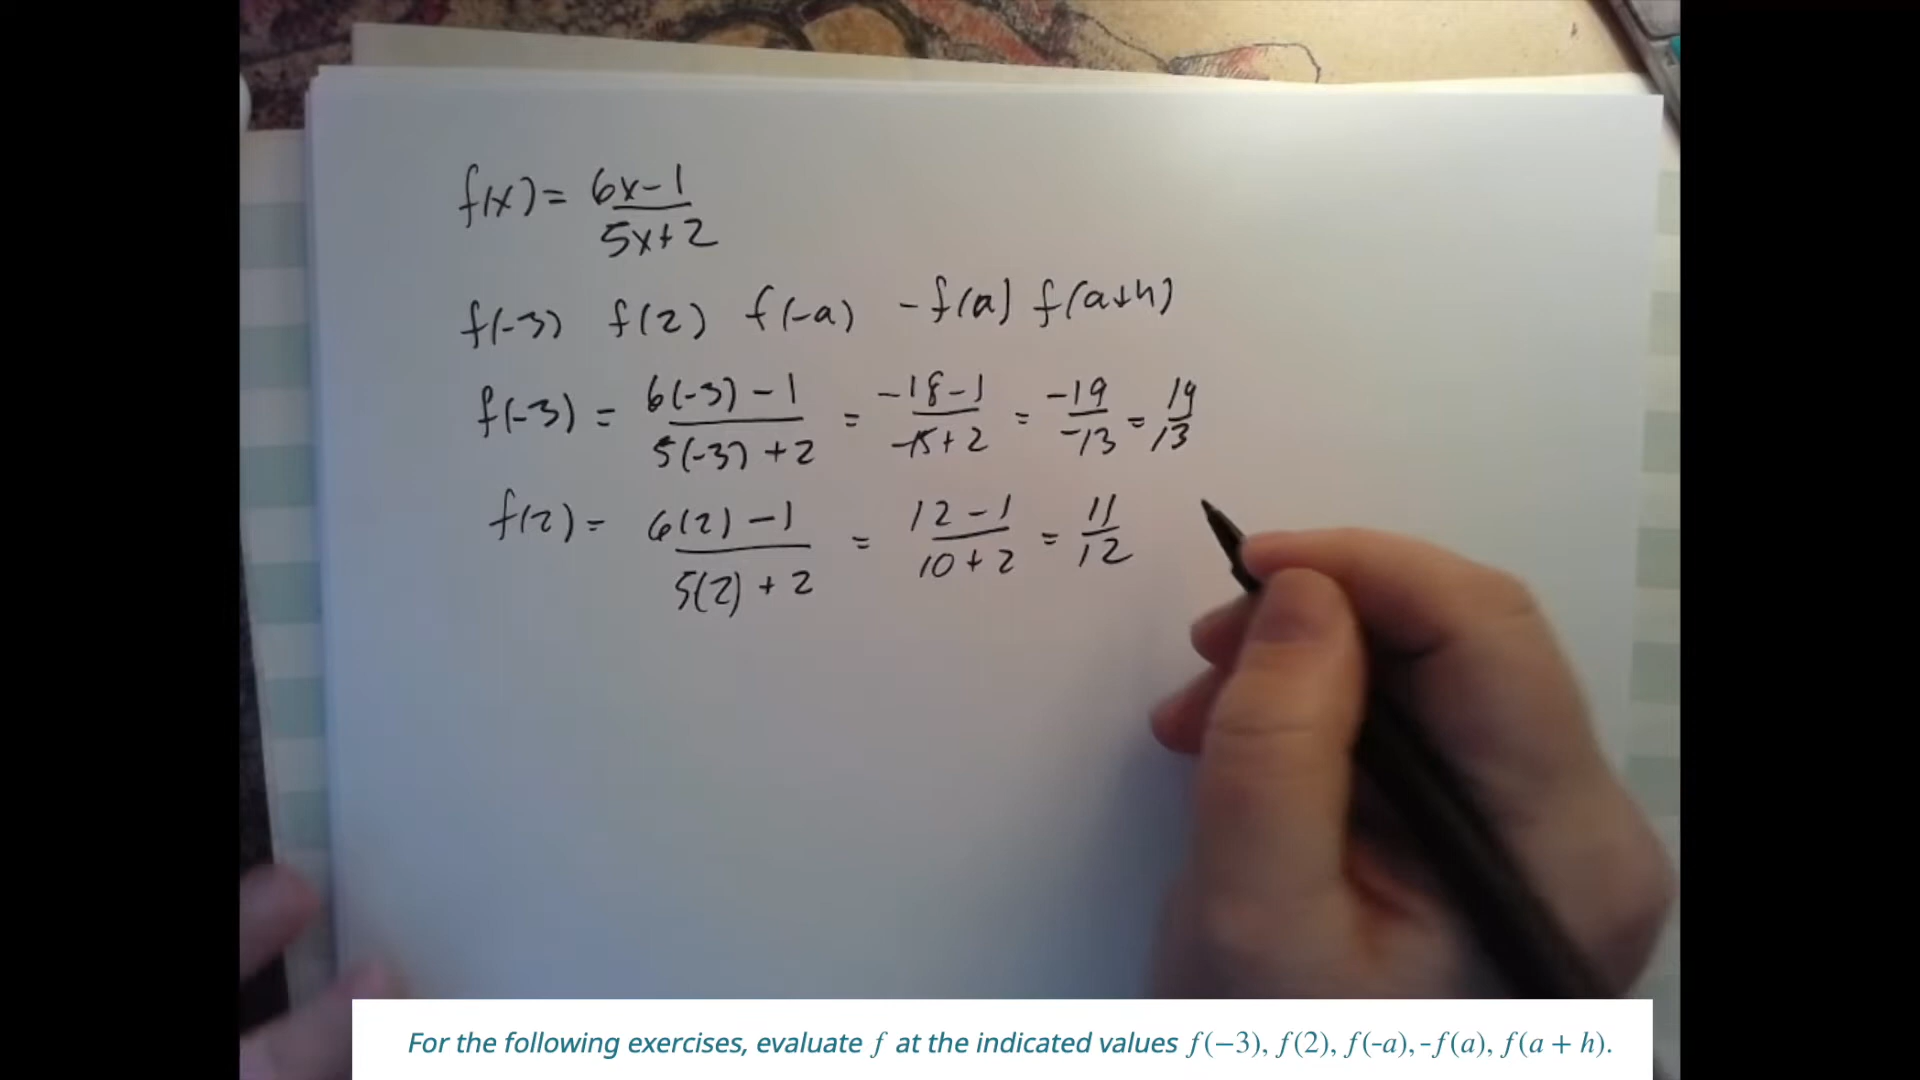 f(x) = 6x-1
5x+2
f(-3) f(2) f(-a) -f(a) f(a+h)
f(-3) = 6(-3) - 1 = -18-1 = -19 = 19
5(-3) +2 -15+2 -13 13
f(2) = 6(2) -1 = 12-1 = 11
5(2) + 2 10+2 12
For the following exercises, evaluate f at the indicated values f(−3), f(2), f(-a), -f(a), f(a + h).